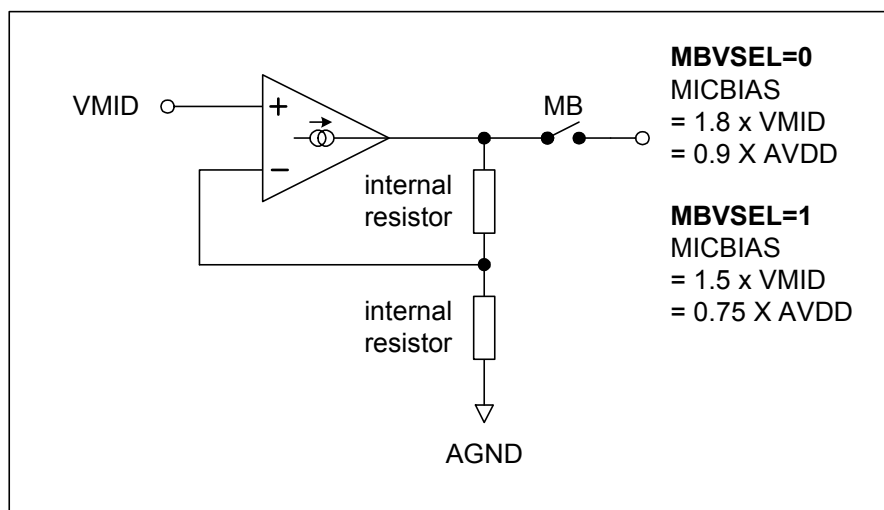 VMID
+
-
MB
internal
resistor
internal
resistor
AGND
MBVSEL=0
MICBIAS
= 1.8 x VMID
= 0.9 X AVDD
MBVSEL=1
MICBIAS
= 1.5 x VMID
= 0.75 X AVDD